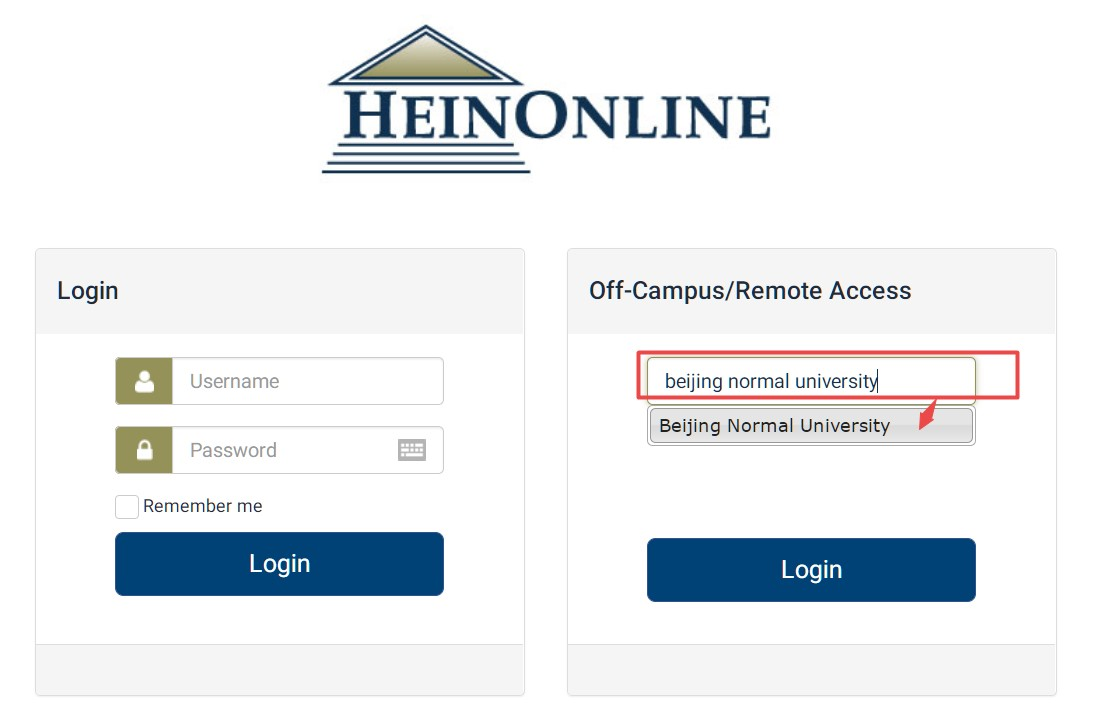 HEINONLINE
Login
Username
Password
Remember me
Login
Off-Campus/Remote Access
beijing normal university
Beijing Normal University
Login